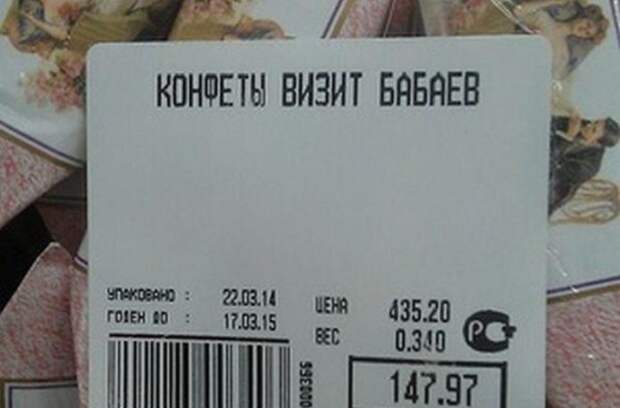 КОНФЕТЫ ВИЗИТ БАБАЕВ
УПАКОВАНО : 22.03.14
ГОДЕН ДО : 17.03.15
ЦЕНА 435.20
ВЕС 0.340
РС
147.97